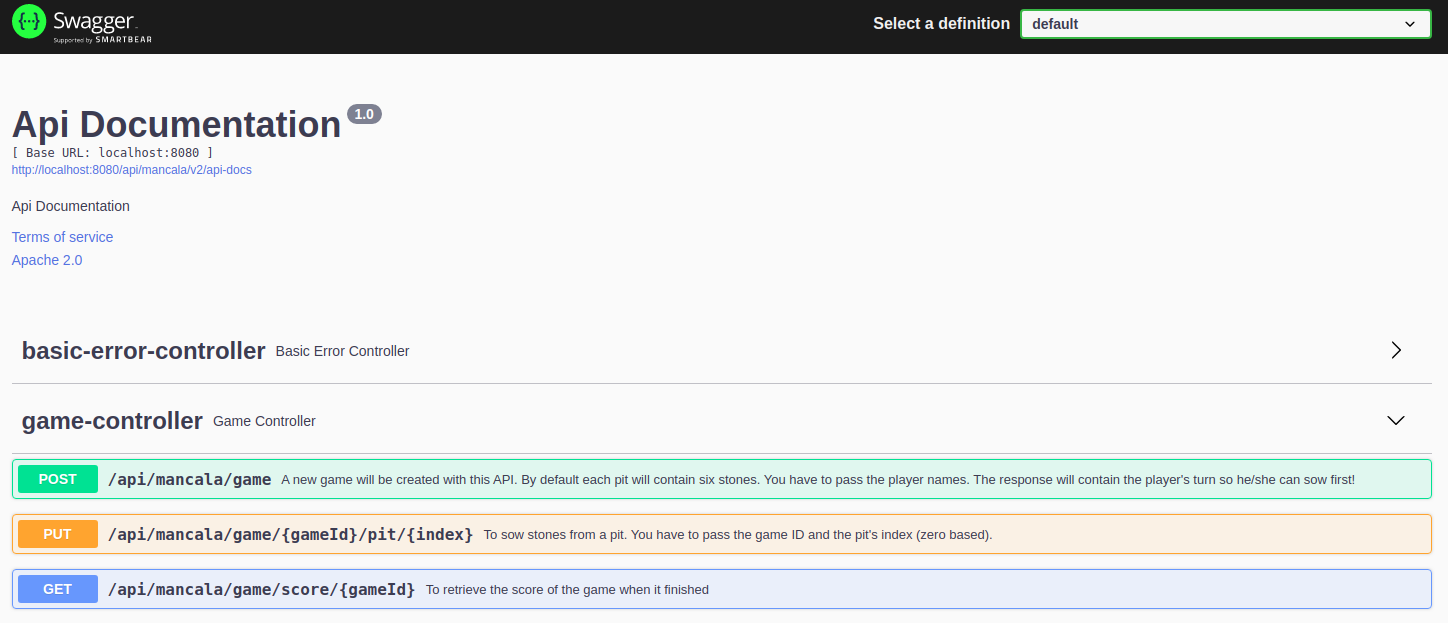 Swagger
Supported by SMARTBEAR
Select a definition
default
Api Documentation 1.0
[ Base URL: localhost:8080 ]
http://localhost:8080/api/mancala/v2/api-docs
Api Documentation
Terms of service
Apache 2.0
basic-error-controller Basic Error Controller
game-controller Game Controller
POST /api/mancala/game A new game will be created with this API. By default each pit will contain six stones. You have to pass the player names. The response will contain the player's turn so he/she can sow first!
PUT /api/mancala/game/{gameId}/pit/{index} To sow stones from a pit. You have to pass the game ID and the pit's index (zero based).
GET /api/mancala/game/score/{gameId} To retrieve the score of the game when it finished